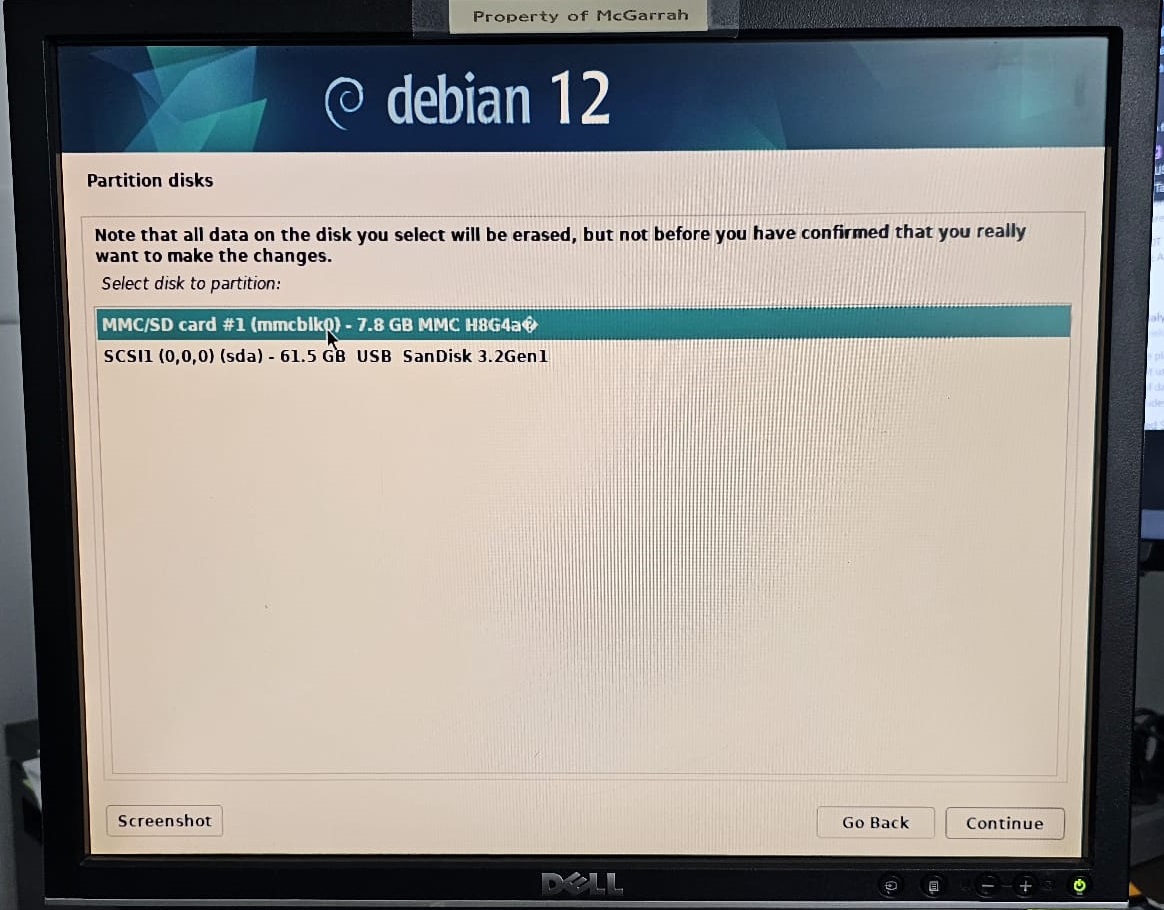 Property of McGarrah
debian 12
Partition disks
Note that all data on the disk you select will be erased, but not before you have confirmed that you really
want to make the changes.
Select disk to partition:
MMC/SD card #1 (mmcblk0) - 7.8 GB MMC H8G4a�
SCSI1 (0,0,0) (sda) - 61.5 GB USB SanDisk 3.2Gen1
Screenshot
Go Back
Continue
DELL